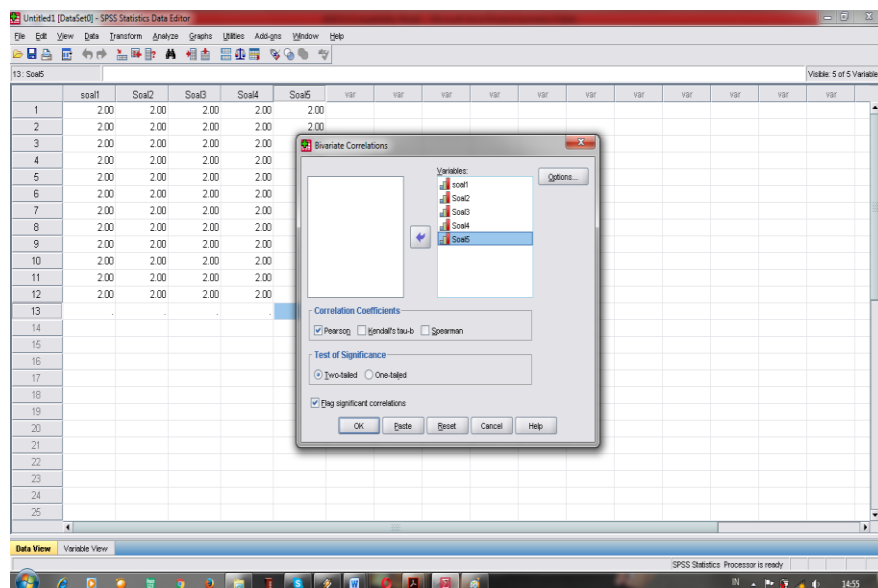 Untitled1 [DataSet0] - SPSS Statistics Data Editor
File Edit View Data Transform Analyze Graphs Utilities Add-ons Window Help
13 : Soal5
Visible: 5 of 5 Variable
soal1 Soal2 Soal3 Soal4 Soal5 var var var var var var var var var var
1 2.00 2.00 2.00 2.00 2.00
2 2.00 2.00 2.00 2.00 2.00
3 2.00 2.00 2.00 2.00
4 2.00 2.00 2.00 2.00
5 2.00 2.00 2.00 2.00
6 2.00 2.00 2.00 2.00
7 2.00 2.00 2.00 2.00
8 2.00 2.00 2.00 2.00
9 2.00 2.00 2.00 2.00
10 2.00 2.00 2.00 2.00
11 2.00 2.00 2.00 2.00
12 2.00 2.00 2.00 2.00
13 . . . .
14
15
16
17
18
19
20
21
22
23
24
25
Bivariate Correlations
Variables:
soal1
Soal2
Soal3
Soal4
Soal5
Options...
Correlation Coefficients
Pearson Kendall's tau-b Spearman
Test of Significance
Two-tailed One-tailed
Flag significant correlations
OK Paste Reset Cancel Help
Data View Variable View
SPSS Statistics Processor is ready
IN 14:55